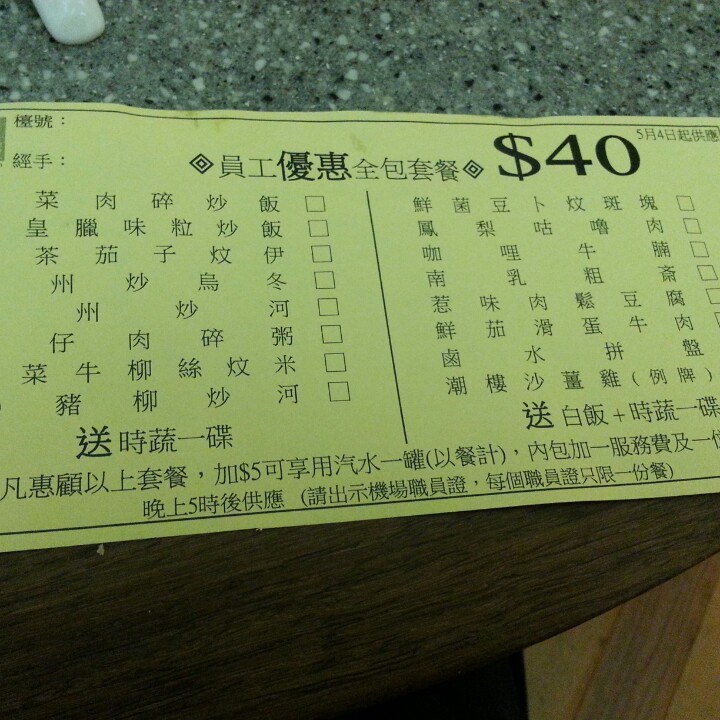 檯號：
經手：
員工優惠全包套餐 $40
5月4日起供應
菜肉碎炒飯 □
皇臘味粒炒飯 □
茶茄子炆伊 □
州炒烏冬 □
州炒河 □
仔肉碎粥 □
菜牛柳絲炆米 □
豬柳炒河 □
送時蔬一碟
鮮菌豆卜炆斑塊 □
鳳梨咕嚕肉 □
咖哩牛腩 □
南乳粗齋 □
惹味肉鬆豆腐 □
鮮茄滑蛋牛肉 □
鹵水拼盤
潮樓沙薑雞(例牌)
送白飯+時蔬一碟
凡惠顧以上套餐，加$5可享用汽水一罐(以餐計)，內包加一服務費及一位
晚上5時後供應 (請出示機場職員證，每個職員證只限一份餐)